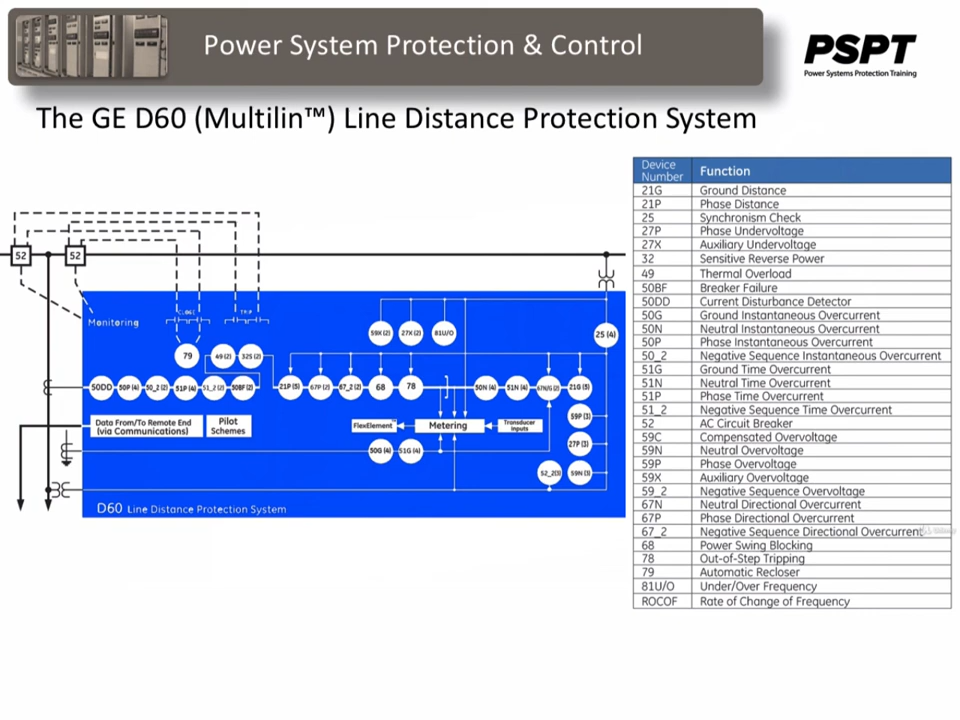 Power System Protection & Control
PSPT
Power Systems Protection Training
The GE D60 (Multilin™) Line Distance Protection System
52
52
CLOSE
TRIP
Monitoring
59X (2)
27X (2)
81U/O
25 (4)
79
49 (2)
32S (2)
50DD
50P (4)
50_2 (2)
51P (4)
51_2 (2)
50BF (2)
21P (5)
67P (2)
67_2 (2)
68
78
50N (4)
51N (4)
67N/G (2)
21G (5)
Data From/To Remote End
(via Communications)
Pilot
Schemes
FlexElement
Metering
Transducer
Inputs
59P (3)
27P (3)
50G (4)
51G (4)
52_2(3)
59N (3)
D60 Line Distance Protection System
Device
Number
Function
21G Ground Distance
21P Phase Distance
25 Synchronism Check
27P Phase Undervoltage
27X Auxiliary Undervoltage
32 Sensitive Reverse Power
49 Thermal Overload
50BF Breaker Failure
50DD Current Disturbance Detector
50G Ground Instantaneous Overcurrent
50N Neutral Instantaneous Overcurrent
50P Phase Instantaneous Overcurrent
50_2 Negative Sequence Instantaneous Overcurrent
51G Ground Time Overcurrent
51N Neutral Time Overcurrent
51P Phase Time Overcurrent
51_2 Negative Sequence Time Overcurrent
52 AC Circuit Breaker
59C Compensated Overvoltage
59N Neutral Overvoltage
59P Phase Overvoltage
59X Auxiliary Overvoltage
59_2 Negative Sequence Overvoltage
67N Neutral Directional Overcurrent
67P Phase Directional Overcurrent
67_2 Negative Sequence Directional Overcurrent
68 Power Swing Blocking
78 Out-of-Step Tripping
79 Automatic Recloser
81U/O Under/Over Frequency
ROCOF Rate of Change of Frequency